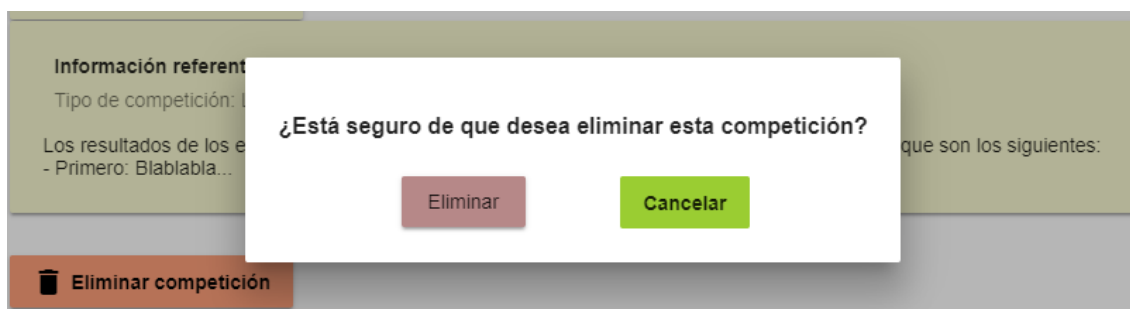 Información referent
Tipo de competición:
¿Está seguro de que desea eliminar esta competición?
Los resultados de los e
que son los siguientes:
- Primero: Blablabla...
Eliminar
Cancelar
Eliminar competición